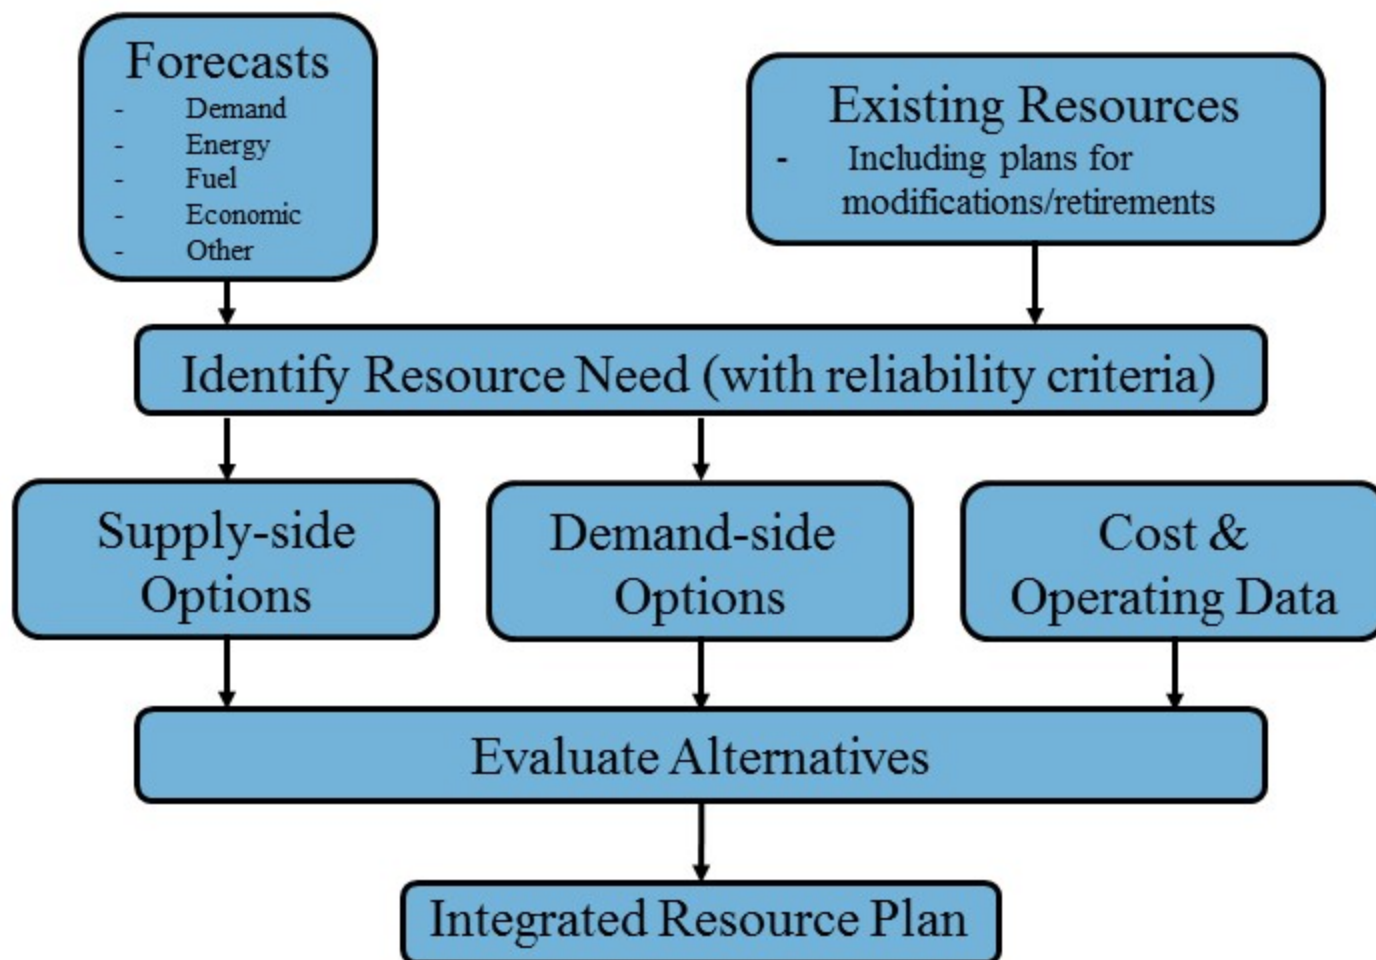 Forecasts
- Demand
- Energy
- Fuel
- Economic
- Other
Existing Resources
- Including plans for
modifications/retirements
Identify Resource Need (with reliability criteria)
Supply-side
Options
Demand-side
Options
Cost &
Operating Data
Evaluate Alternatives
Integrated Resource Plan